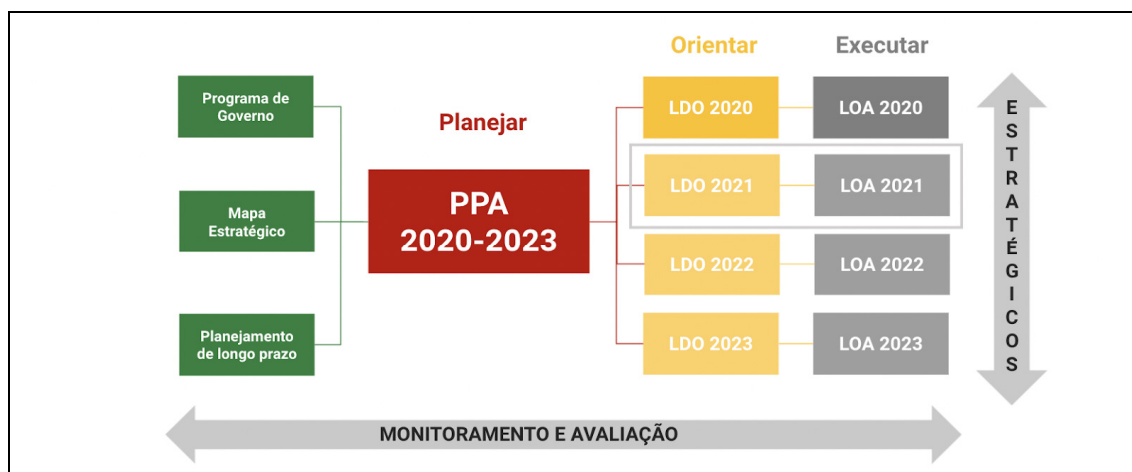 Orientar
Executar
Programa de
Governo
LDO 2020
LOA 2020
Planejar
LDO 2021
LOA 2021
Mapa
Estratégico
PPA
2020-2023
LDO 2022
LOA 2022
Planejamento
de longo prazo
LDO 2023
LOA 2023
ESTRATÉGICOS
MONITORAMENTO E AVALIAÇÃO